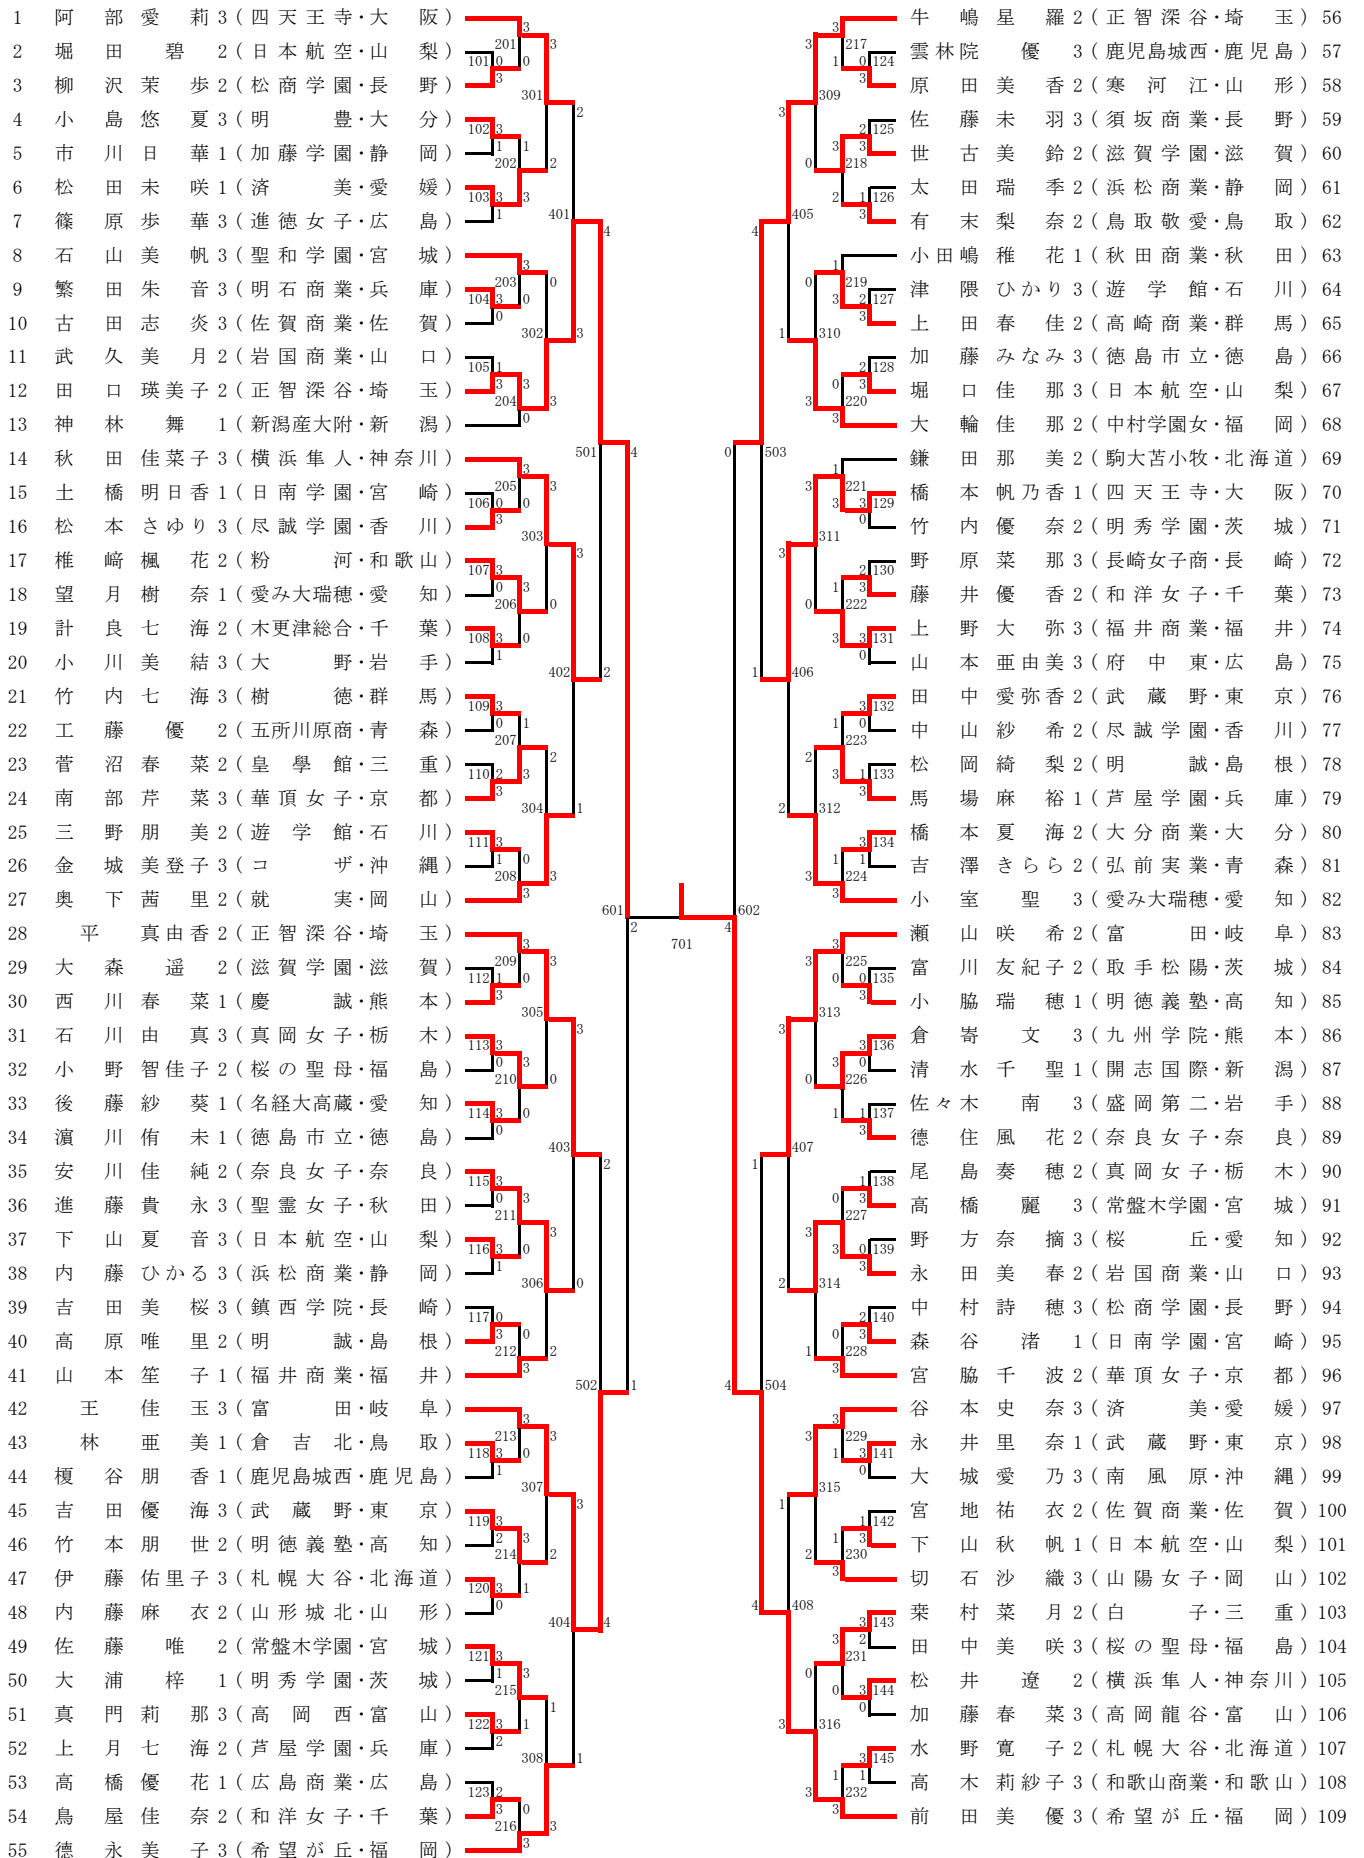 1 阿部愛莉 3 (四天王寺・大阪)
2 堀田碧 2 (日本航空・山梨)
3 柳沢茉歩 2 (松商学園・長野)
4 小島悠夏 3 (明豊・大分)
5 市川日華 1 (加藤学園・静岡)
6 松田未咲 1 (済美・愛媛)
7 篠原歩華 3 (進徳女子・広島)
8 石山美帆 3 (聖和学園・宮城)
9 繁田朱音 3 (明石商業・兵庫)
10 古田志炎 3 (佐賀商業・佐賀)
11 武久美月 2 (岩国商業・山口)
12 田口瑛美子 2 (正智深谷・埼玉)
13 神林舞 1 (新潟産大附・新潟)
14 秋田佳菜子 3 (横浜隼人・神奈川)
15 土橋明日香 1 (日南学園・宮崎)
16 松本さゆり 3 (尽誠学園・香川)
17 椎﨑楓花 2 (粉河・和歌山)
18 望月樹奈 1 (愛み大瑞穂・愛知)
19 計良七海 2 (木更津総合・千葉)
20 小川美結 3 (大野・岩手)
21 竹内七海 3 (樹徳・群馬)
22 工藤優 2 (五所川原商・青森)
23 菅沼春菜 2 (皇學館・三重)
24 南部芹菜 3 (華頂女子・京都)
25 三野朋美 2 (遊学館・石川)
26 金城美登子 3 (コザ・沖縄)
27 奥下茜里 2 (就実・岡山)
28 平真由香 2 (正智深谷・埼玉)
29 大森遥 2 (滋賀学園・滋賀)
30 西川春菜 1 (慶誠・熊本)
31 石川由真 3 (真岡女子・栃木)
32 小野智佳子 2 (桜の聖母・福島)
33 後藤紗葵 1 (名経大高蔵・愛知)
34 濵川侑未 1 (徳島市立・徳島)
35 安川佳純 2 (奈良女子・奈良)
36 進藤貴永 3 (聖霊女子・秋田)
37 下山夏音 3 (日本航空・山梨)
38 内藤ひかる 3 (浜松商業・静岡)
39 吉田美桜 3 (鎮西学院・長崎)
40 高原唯里 2 (明誠・島根)
41 山本笙子 1 (福井商業・福井)
42 王佳玉 3 (富田・岐阜)
43 林亜美 1 (倉吉北・鳥取)
44 榎谷朋香 1 (鹿児島城西・鹿児島)
45 吉田優海 3 (武蔵野・東京)
46 竹本朋世 2 (明徳義塾・高知)
47 伊藤佑里子 3 (札幌大谷・北海道)
48 内藤麻衣 2 (山形城北・山形)
49 佐藤唯 2 (常盤木学園・宮城)
50 大浦梓 1 (明秀学園・茨城)
51 真門莉那 3 (高岡西・富山)
52 上月七海 2 (芦屋学園・兵庫)
53 高橋優花 1 (広島商業・広島)
54 鳥屋佳奈 2 (和洋女子・千葉)
55 德永美子 3 (希望が丘・福岡)
牛嶋星羅 2 (正智深谷・埼玉) 56
雲林院優 3 (鹿児島城西・鹿児島) 57
原田美香 2 (寒河江・山形) 58
佐藤未羽 3 (須坂商業・長野) 59
世古美鈴 2 (滋賀学園・滋賀) 60
太田瑞季 2 (浜松商業・静岡) 61
有末梨奈 2 (鳥取敬愛・鳥取) 62
小田嶋稚花 1 (秋田商業・秋田) 63
津隈ひかり 3 (遊学館・石川) 64
上田春佳 2 (高崎商業・群馬) 65
加藤みなみ 3 (徳島市立・徳島) 66
堀口佳那 3 (日本航空・山梨) 67
大輪佳那 2 (中村学園女・福岡) 68
鎌田那美 2 (駒大苫小牧・北海道) 69
橋本帆乃香 1 (四天王寺・大阪) 70
竹内優奈 2 (明秀学園・茨城) 71
野原菜那 3 (長崎女子商・長崎) 72
藤井優香 2 (和洋女子・千葉) 73
上野大弥 3 (福井商業・福井) 74
山本亜由美 3 (府中東・広島) 75
田中愛弥香 2 (武蔵野・東京) 76
中山紗希 2 (尽誠学園・香川) 77
松岡綺梨 2 (明誠・島根) 78
馬場麻裕 1 (芦屋学園・兵庫) 79
橋本夏海 2 (大分商業・大分) 80
吉澤きらら 2 (弘前実業・青森) 81
小室聖 3 (愛み大瑞穂・愛知) 82
瀬山咲希 2 (富田・岐阜) 83
富川友紀子 2 (取手松陽・茨城) 84
小脇瑞穂 1 (明徳義塾・高知) 85
倉嵜文 3 (九州学院・熊本) 86
清水千聖 1 (開志国際・新潟) 87
佐々木南 3 (盛岡第二・岩手) 88
德住風花 2 (奈良女子・奈良) 89
尾島奏穂 2 (真岡女子・栃木) 90
高橋麗 3 (常盤木学園・宮城) 91
野方奈摘 3 (桜丘・愛知) 92
永田美春 2 (岩国商業・山口) 93
中村詩穂 3 (松商学園・長野) 94
森谷渚 1 (日南学園・宮崎) 95
宮脇千波 2 (華頂女子・京都) 96
谷本史奈 3 (済美・愛媛) 97
永井里奈 1 (武蔵野・東京) 98
大城愛乃 3 (南風原・沖縄) 99
宮地祐衣 2 (佐賀商業・佐賀) 100
下山秋帆 1 (日本航空・山梨) 101
切石沙織 3 (山陽女子・岡山) 102
桒村菜月 2 (白子・三重) 103
田中美咲 3 (桜の聖母・福島) 104
松井遼 2 (横浜隼人・神奈川) 105
加藤春菜 3 (高岡龍谷・富山) 106
水野寛子 2 (札幌大谷・北海道) 107
高木莉紗子 3 (和歌山商業・和歌山) 108
前田美優 3 (希望が丘・福岡) 109
601
602
701